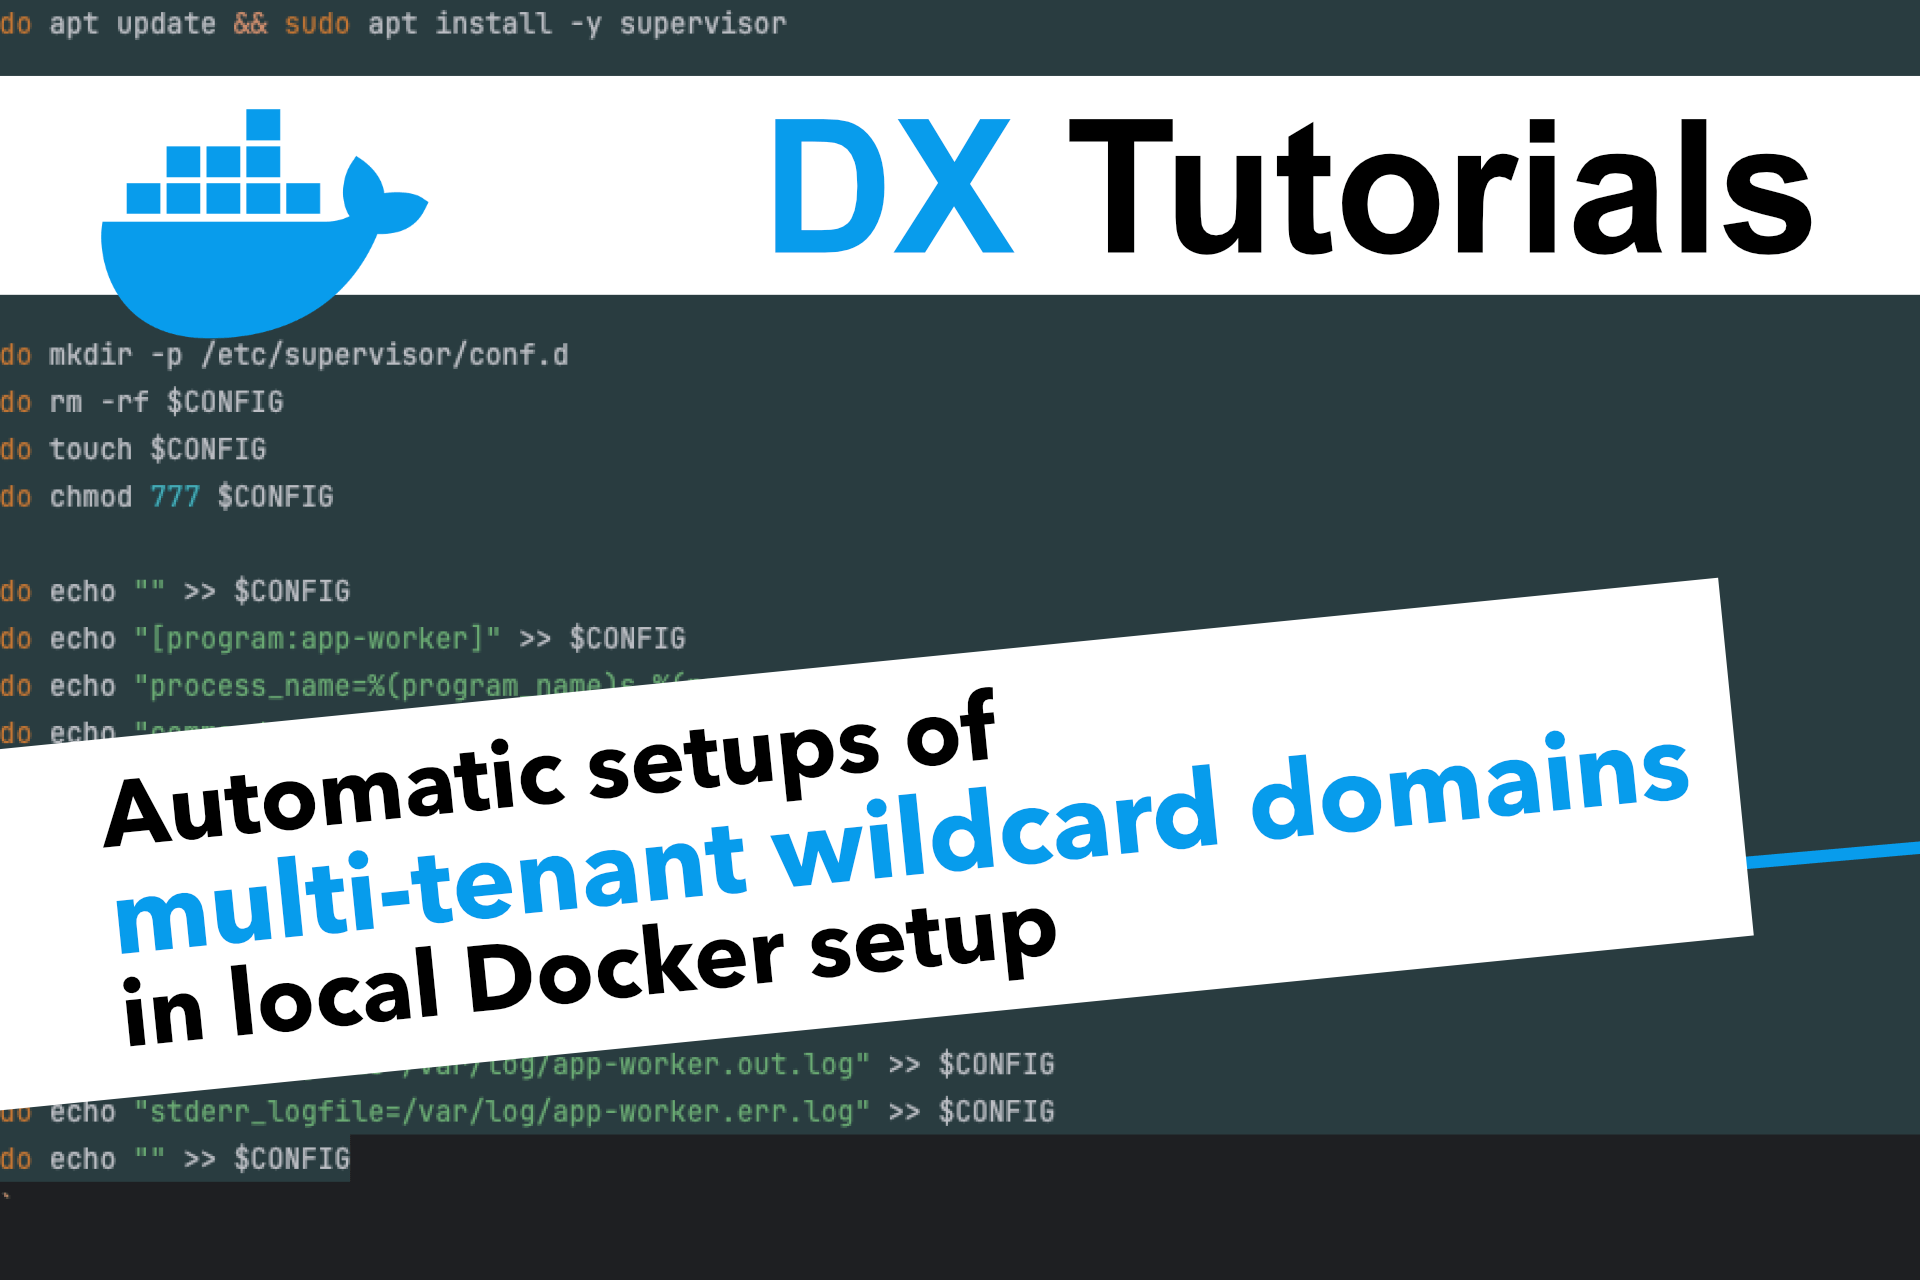 do apt update && sudo apt install -y supervisor
DX Tutorials
do mkdir -p /etc/supervisor/conf.d
do rm -rf $CONFIG
do touch $CONFIG
do chmod 777 $CONFIG
do echo "" >> $CONFIG
do echo "[program:app-worker]" >> $CONFIG
do echo "process_name=%(program_name)s_%(
do echo
Automatic setups of
multi-tenant wildcard domains
in local Docker setup
/var/log/app-worker.out.log" >> $CONFIG
do echo "stderr_logfile=/var/log/app-worker.err.log" >> $CONFIG
do echo "" >> $CONFIG